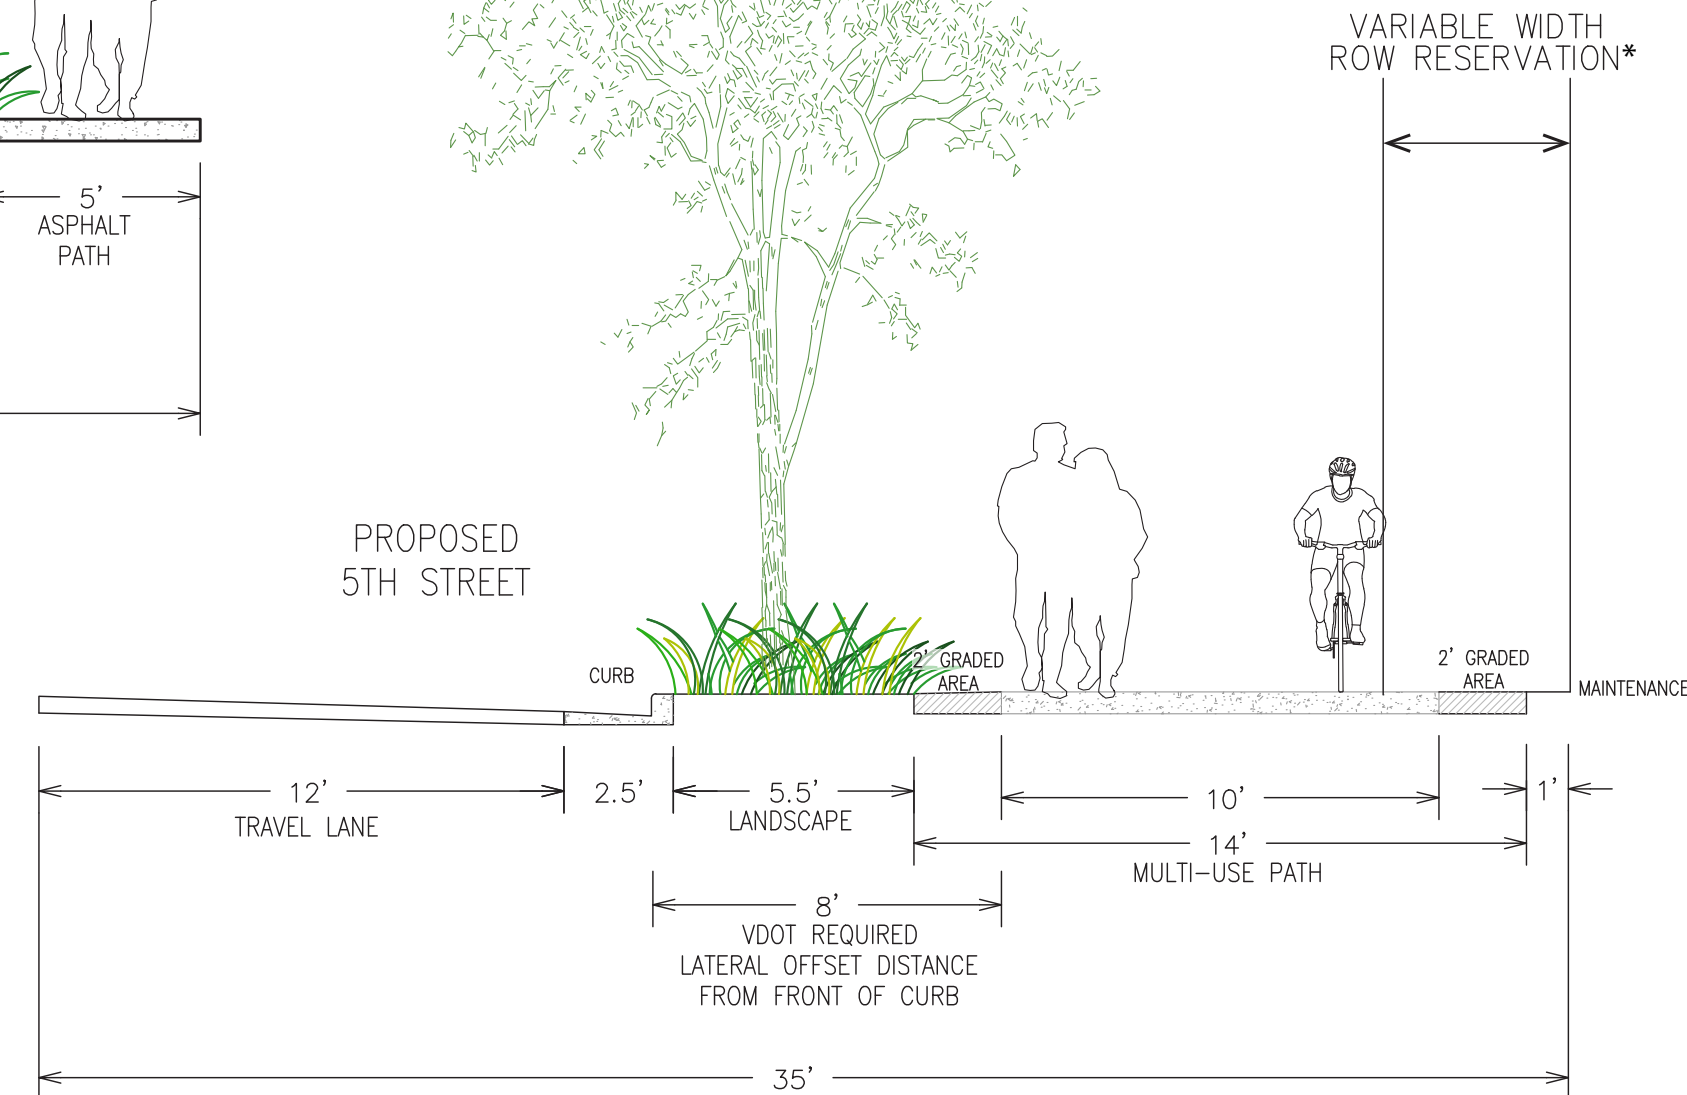 VARIABLE WIDTH
ROW RESERVATION*
5'
ASPHALT
PATH
PROPOSED
5TH STREET
CURB
2' GRADED
AREA
2' GRADED
AREA
MAINTENANCE
12'
TRAVEL LANE
2.5'
5.5'
LANDSCAPE
10'
1'
14'
MULTI-USE PATH
8'
VDOT REQUIRED
LATERAL OFFSET DISTANCE
FROM FRONT OF CURB
35'